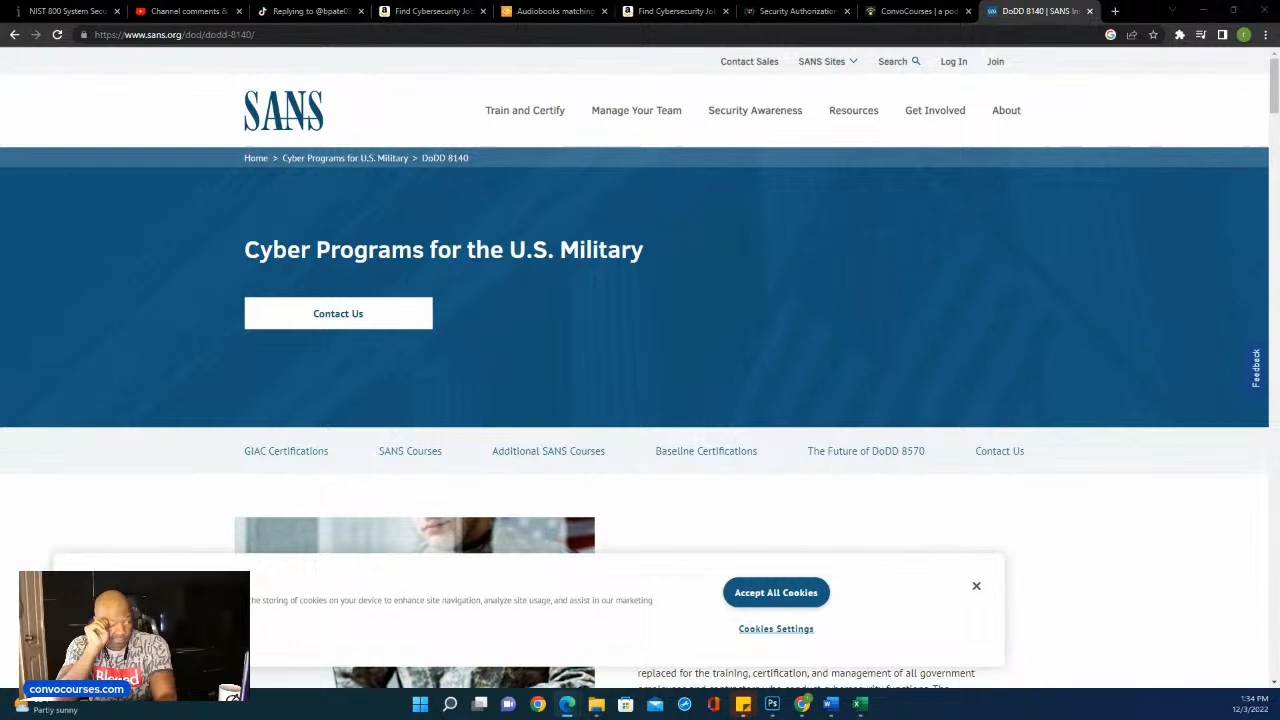 NIST 800 System Secu
Channel comments &
Replying to @bpate03
Find Cybersecurity Job
Audiobooks matching
Find Cybersecurity Job
Security Authorization
ConvoCourses | a pod
DoDD 8140 | SANS Ins
https://www.sans.org/dod/dodd-8140/
Contact Sales
SANS Sites
Search
Log In
Join
SANS
Train and Certify
Manage Your Team
Security Awareness
Resources
Get Involved
About
Home > Cyber Programs for U.S. Military > DoDD 8140
Cyber Programs for the U.S. Military
Contact Us
Feedback
GIAC Certifications
SANS Courses
Additional SANS Courses
Baseline Certifications
The Future of DoDD 8570
Contact Us
the storing of cookies on your device to enhance site navigation, analyze site usage, and assist in our marketing
Accept All Cookies
Cookies Settings
replaced for the training, certification, and management of all government
Blessed
convocourses.com
Partly sunny
1:34 PM
12/3/2022